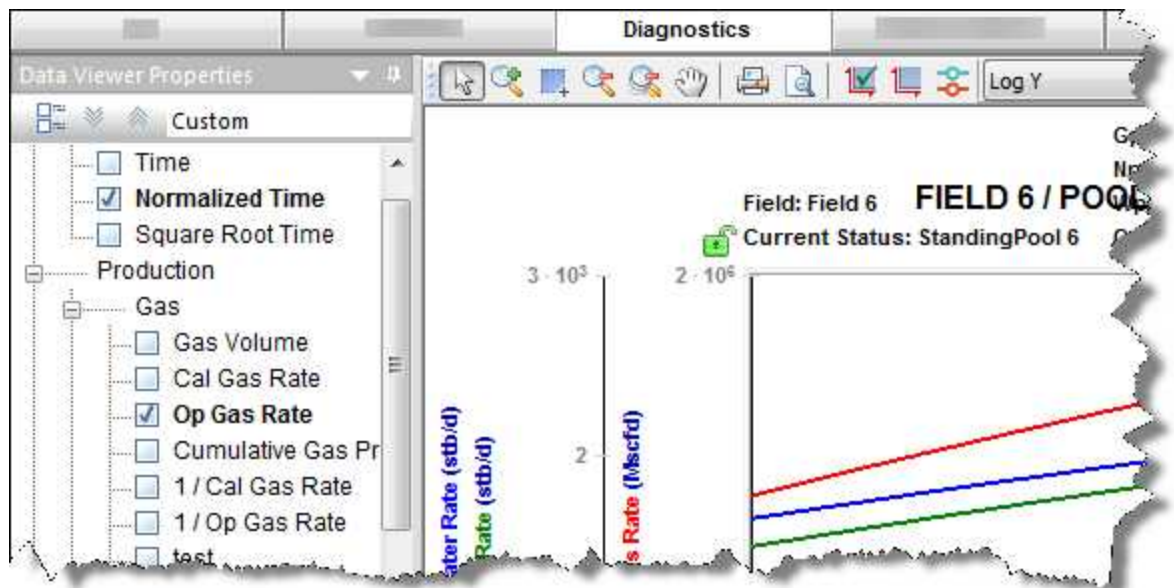 Diagnostics
Data Viewer Properties
Custom
Log Y
Time
Normalized Time
Square Root Time
Production
Gas
Gas Volume
Cal Gas Rate
Op Gas Rate
Cumulative Gas Pr
1 / Cal Gas Rate
1 / Op Gas Rate
test
Field: Field 6
FIELD 6 / POOL
Current Status: StandingPool 6
3 · 10³
2 · 10⁶
2
ater Rate (stb/d)
Rate (stb/d)
s Rate (Mscfd)